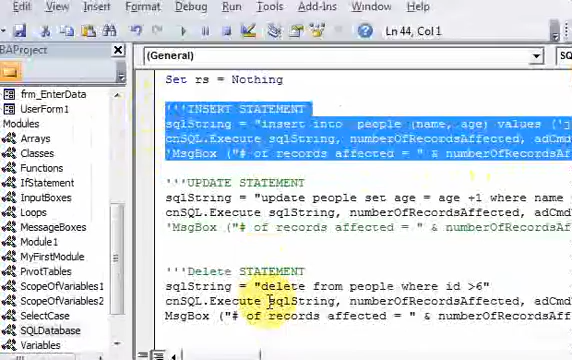 Edit View Insert Format Debug Run Tools Add-Ins Window Help
Ln 44, Col 1
(General)
frm_EnterData
UserForm1
Modules
Arrays
Classes
Functions
IfStatement
InputBoxes
Loops
MessageBoxes
Module1
MyFirstModule
PivotTables
ScopeOfVariables1
ScopeOfVariables2
SelectCase
SQLDatabase
Variables
Set rs = Nothing
'''INSERT STATEMENT
sqlString = "insert into people (name, age) values ('j
cnSQL.Execute sqlString, numberOfRecordsAffected, adCmd
'MsgBox ("# of records affected = " & numberOfRecordsAf
'''UPDATE STATEMENT
sqlString = "update people set age = age +1 where name
cnSQL.Execute sqlString, numberOfRecordsAffected, adCmd
'MsgBox ("# of records affected = " & numberOfRecordsAf
'''Delete STATEMENT
sqlString = "delete from people where id >6"
cnSQL.Execute sqlString, numberOfRecordsAffected, adCmd
MsgBox ("# of records affected = " & numberOfRecordsAff